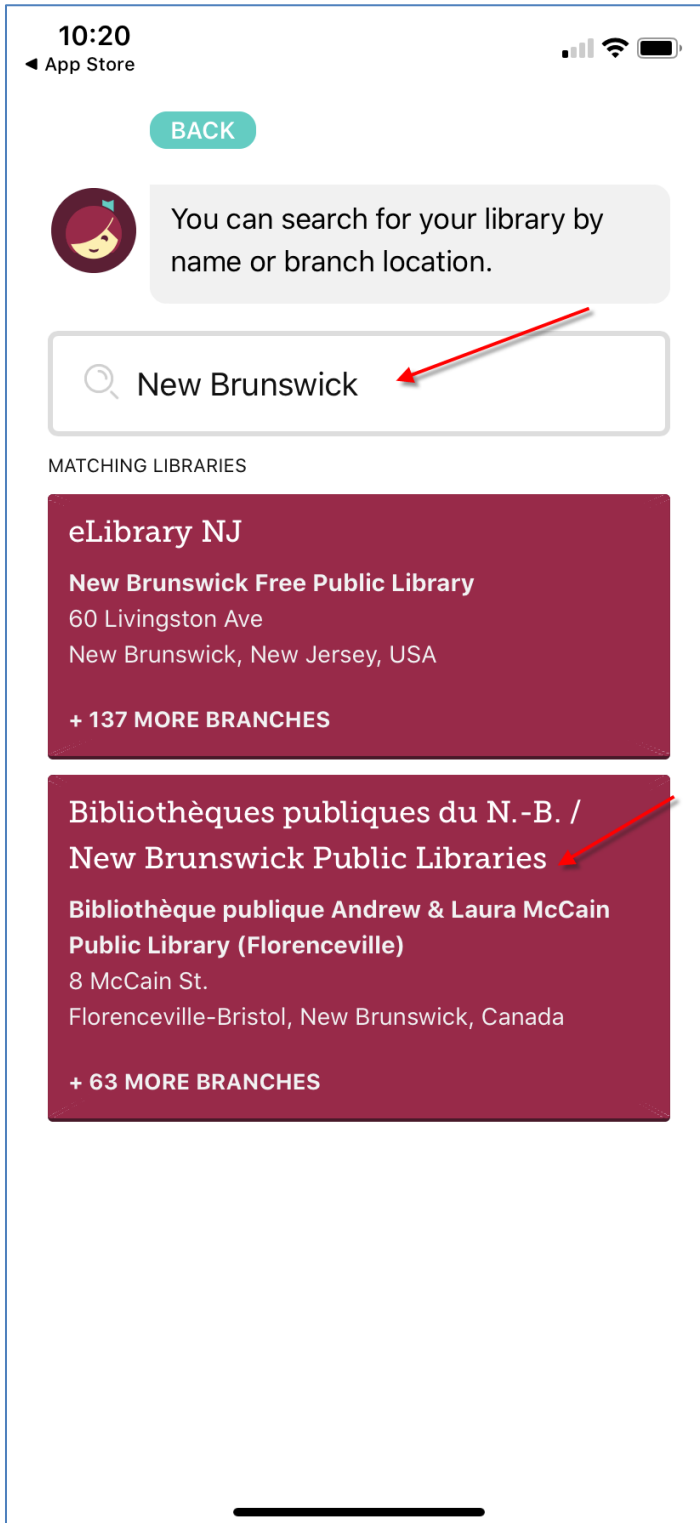 10:20
◀ App Store
BACK
You can search for your library by
name or branch location.
New Brunswick
MATCHING LIBRARIES
eLibrary NJ
New Brunswick Free Public Library
60 Livingston Ave
New Brunswick, New Jersey, USA
+ 137 MORE BRANCHES
Bibliothèques publiques du N.-B. /
New Brunswick Public Libraries
Bibliothèque publique Andrew & Laura McCain
Public Library (Florenceville)
8 McCain St.
Florenceville-Bristol, New Brunswick, Canada
+ 63 MORE BRANCHES